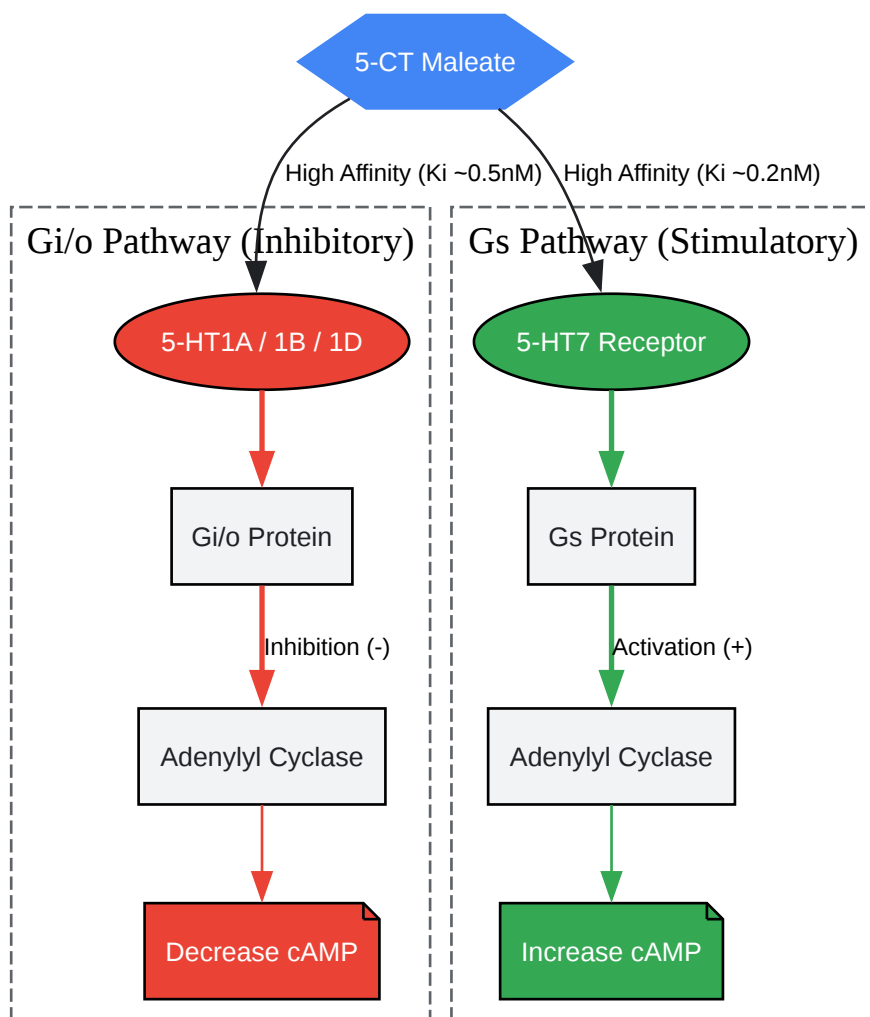 5-CT Maleate
High Affinity (Ki ~0.5nM)
High Affinity (Ki ~0.2nM)
Gi/o Pathway (Inhibitory)
Gs Pathway (Stimulatory)
5-HT1A / 1B / 1D
5-HT7 Receptor
Gi/o Protein
Gs Protein
Inhibition (-)
Activation (+)
Adenylyl Cyclase
Adenylyl Cyclase
Decrease cAMP
Increase cAMP